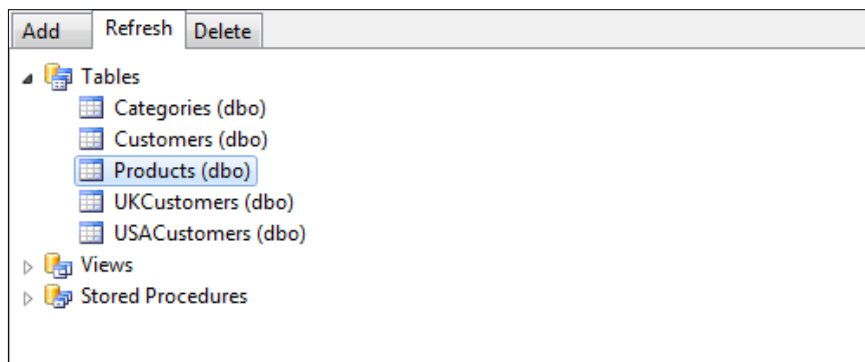 Add Refresh Delete
Tables
Categories (dbo)
Customers (dbo)
Products (dbo)
UKCustomers (dbo)
USACustomers (dbo)
Views
Stored Procedures